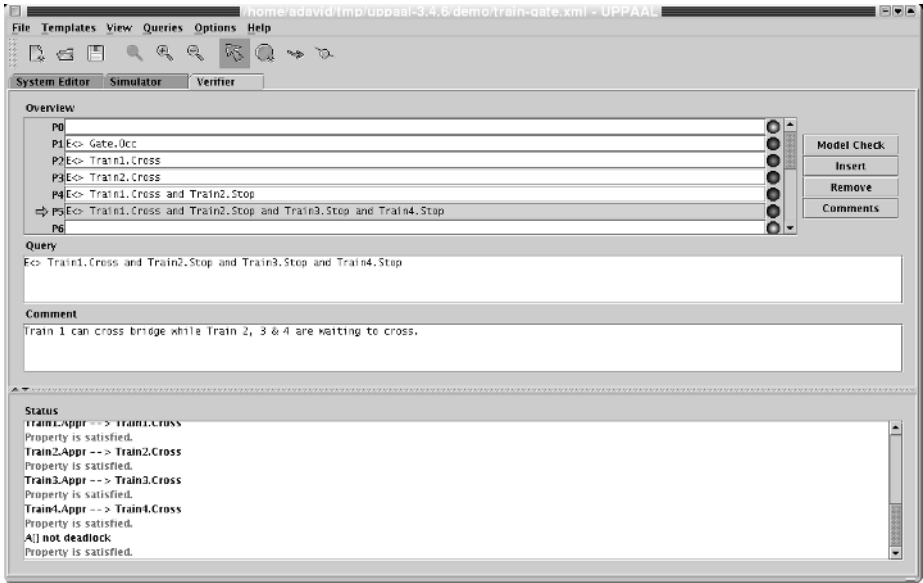 /home/adavid/tmp/uppaal-3.4.6/demo/train-gate.xml - UPPAAL
File Templates View Queries Options Help
System Editor Simulator Verifier
Overview
P0
P1 E<> Gate.Occ
P2 E<> Train1.Cross
P3 E<> Train2.Cross
P4 E<> Train1.Cross and Train2.Stop
P5 E<> Train1.Cross and Train2.Stop and Train3.Stop and Train4.Stop
P6
Model Check
Insert
Remove
Comments
Query
E<> Train1.Cross and Train2.Stop and Train3.Stop and Train4.Stop
Comment
Train 1 can cross bridge while Train 2, 3 & 4 are waiting to cross.
Status
Train1.Appr --> Train1.Cross
Property is satisfied.
Train2.Appr --> Train2.Cross
Property is satisfied.
Train3.Appr --> Train3.Cross
Property is satisfied.
Train4.Appr --> Train4.Cross
Property is satisfied.
A[] not deadlock
Property is satisfied.